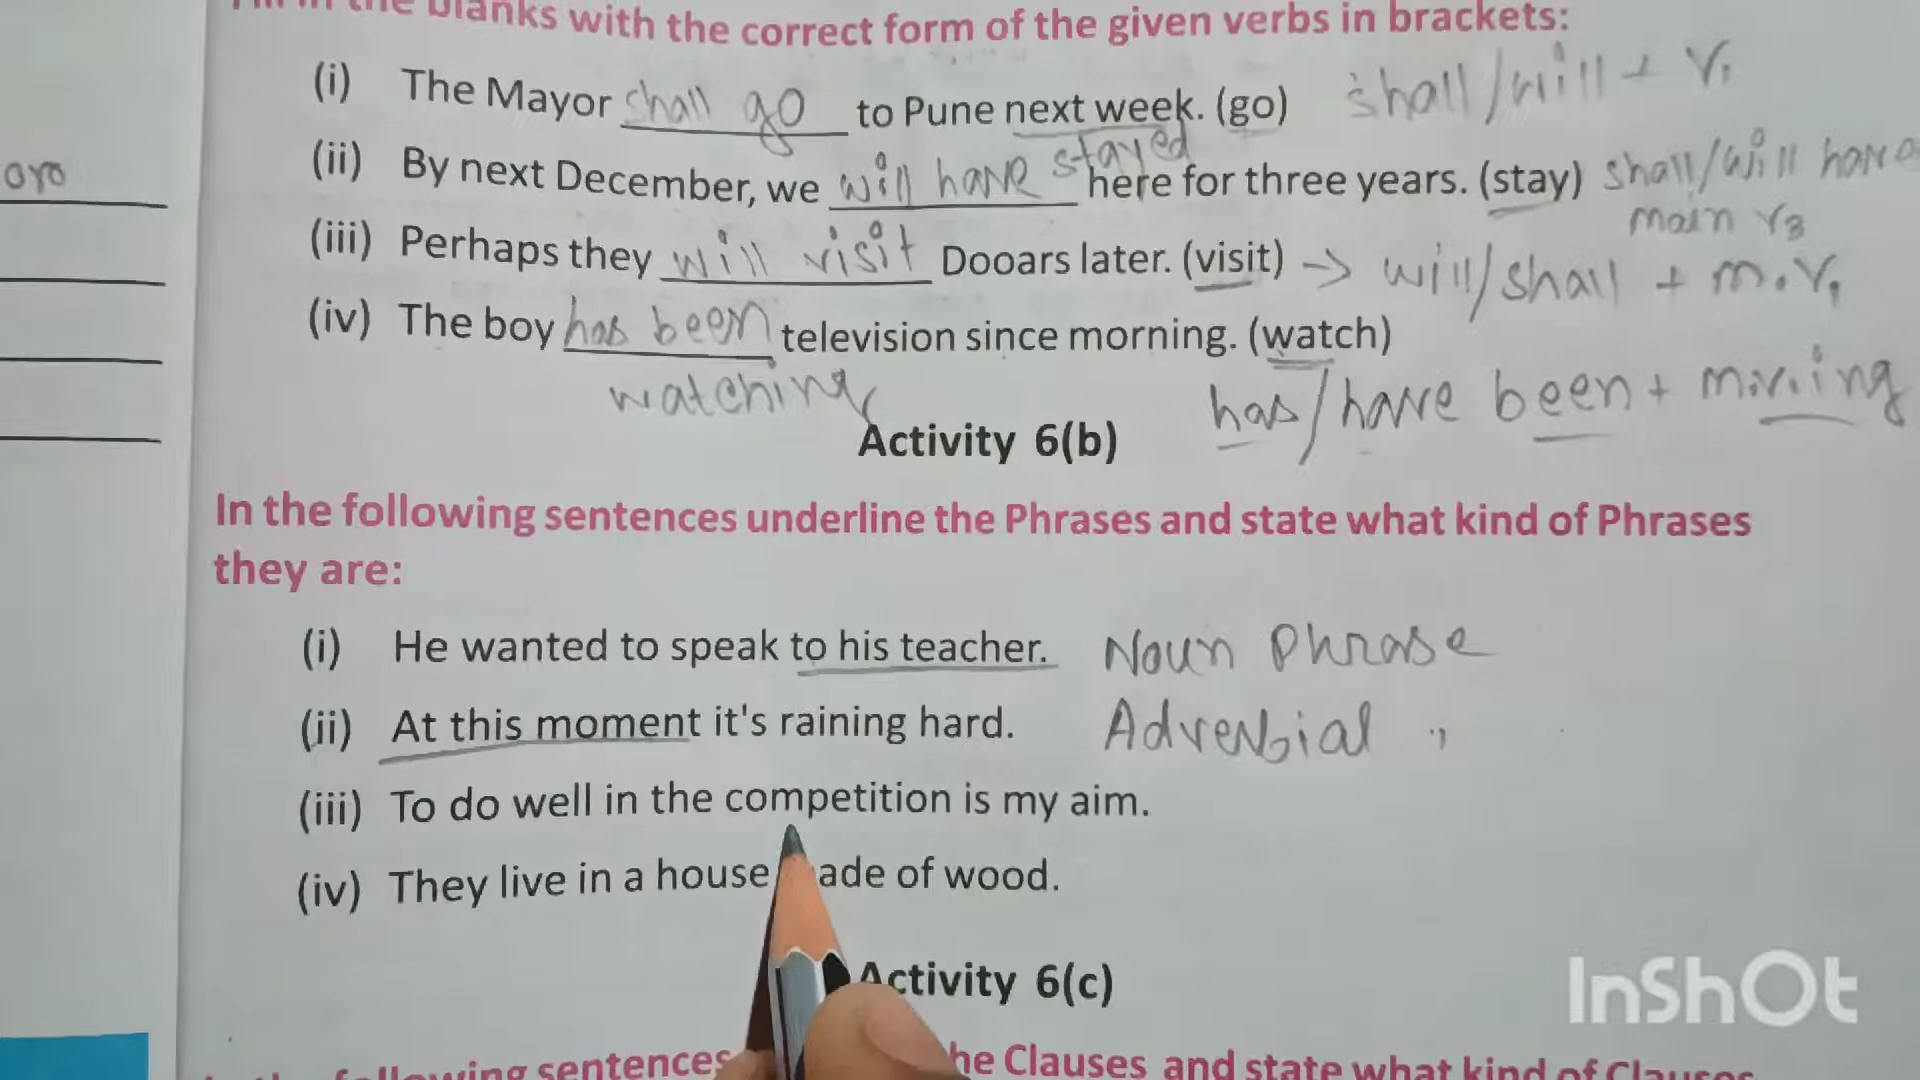 the blanks with the correct form of the given verbs in brackets:
(i) The Mayor shall go to Pune next week. (go) shall/will + V1
(ii) By next December, we will have stayed here for three years. (stay) shall/will have
main V3
oro
(iii) Perhaps they will visit Dooars later. (visit) → will/shall + m.V1
(iv) The boy has been television since morning. (watch)
watching has/have been + m.v.ing
Activity 6(b)
In the following sentences underline the Phrases and state what kind of Phrases
they are:
(i) He wanted to speak to his teacher. Noun Phrase
(ii) At this moment it's raining hard. Adverbial "
(iii) To do well in the competition is my aim.
(iv) They live in a house ade of wood.
Activity 6(c)
following sentences he Clauses and state what kind of Clauses
InShOt